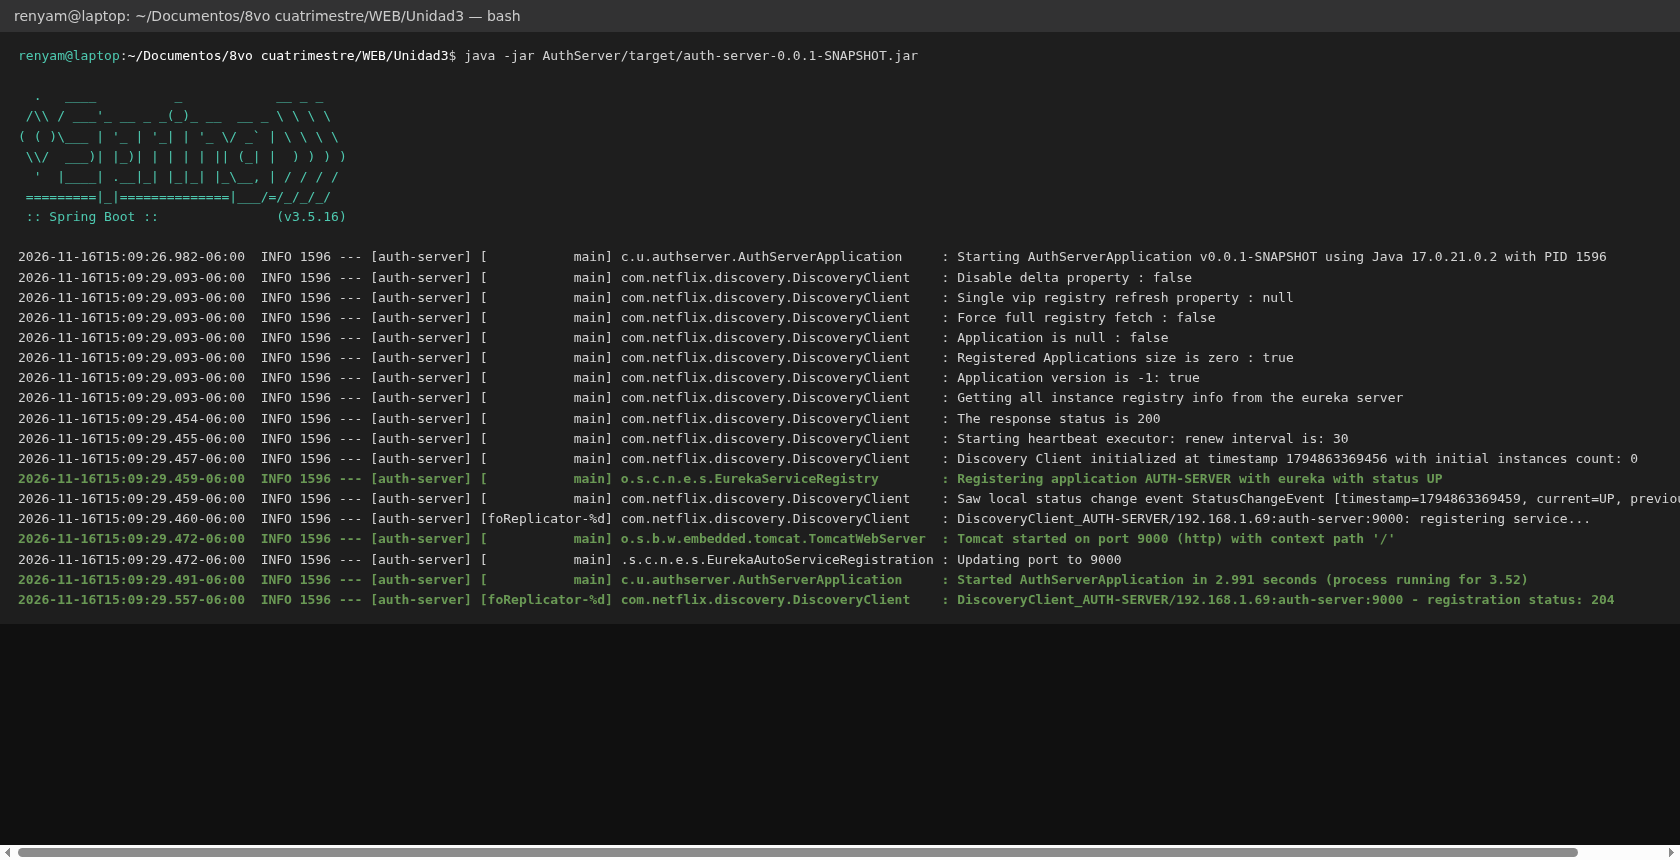 renyam@laptop: ~/Documentos/8vo cuatrimestre/WEB/Unidad3 — bash
renyam@laptop:~/Documentos/8vo cuatrimestre/WEB/Unidad3$ java -jar AuthServer/target/auth-server-0.0.1-SNAPSHOT.jar
  .   ____          _            __ _ _
 /\\ / ___'_ __ _ _(_)_ __  __ _ \ \ \ \
( ( )\___ | '_ | '_| | '_ \/ _` | \ \ \ \
 \\/  ___)| |_)| | | | | || (_| |  ) ) ) )
  '  |____| .__|_| |_|_| |_\__, | / / / /
 =========|_|==============|___/=/_/_/_/
 :: Spring Boot ::               (v3.5.16)
2026-11-16T15:09:26.982-06:00  INFO 1596 --- [auth-server] [           main] c.u.authserver.AuthServerApplication     : Starting AuthServerApplication v0.0.1-SNAPSHOT using Java 17.0.21.0.2 with PID 1596
2026-11-16T15:09:29.093-06:00  INFO 1596 --- [auth-server] [           main] com.netflix.discovery.DiscoveryClient    : Disable delta property : false
2026-11-16T15:09:29.093-06:00  INFO 1596 --- [auth-server] [           main] com.netflix.discovery.DiscoveryClient    : Single vip registry refresh property : null
2026-11-16T15:09:29.093-06:00  INFO 1596 --- [auth-server] [           main] com.netflix.discovery.DiscoveryClient    : Force full registry fetch : false
2026-11-16T15:09:29.093-06:00  INFO 1596 --- [auth-server] [           main] com.netflix.discovery.DiscoveryClient    : Application is null : false
2026-11-16T15:09:29.093-06:00  INFO 1596 --- [auth-server] [           main] com.netflix.discovery.DiscoveryClient    : Registered Applications size is zero : true
2026-11-16T15:09:29.093-06:00  INFO 1596 --- [auth-server] [           main] com.netflix.discovery.DiscoveryClient    : Application version is -1: true
2026-11-16T15:09:29.093-06:00  INFO 1596 --- [auth-server] [           main] com.netflix.discovery.DiscoveryClient    : Getting all instance registry info from the eureka server
2026-11-16T15:09:29.454-06:00  INFO 1596 --- [auth-server] [           main] com.netflix.discovery.DiscoveryClient    : The response status is 200
2026-11-16T15:09:29.455-06:00  INFO 1596 --- [auth-server] [           main] com.netflix.discovery.DiscoveryClient    : Starting heartbeat executor: renew interval is: 30
2026-11-16T15:09:29.457-06:00  INFO 1596 --- [auth-server] [           main] com.netflix.discovery.DiscoveryClient    : Discovery Client initialized at timestamp 1794863369456 with initial instances count: 0
2026-11-16T15:09:29.459-06:00  INFO 1596 --- [auth-server] [           main] o.s.c.n.e.s.EurekaServiceRegistry        : Registering application AUTH-SERVER with eureka with status UP
2026-11-16T15:09:29.459-06:00  INFO 1596 --- [auth-server] [           main] com.netflix.discovery.DiscoveryClient    : Saw local status change event StatusChangeEvent [timestamp=1794863369459, current=UP,
2026-11-16T15:09:29.460-06:00  INFO 1596 --- [auth-server] [foReplicator-%d] com.netflix.discovery.DiscoveryClient    : DiscoveryClient_AUTH-SERVER/192.168.1.69:auth-server:9000: registering service...
2026-11-16T15:09:29.472-06:00  INFO 1596 --- [auth-server] [           main] o.s.b.w.embedded.tomcat.TomcatWebServer  : Tomcat started on port 9000 (http) with context path '/'
2026-11-16T15:09:29.472-06:00  INFO 1596 --- [auth-server] [           main] .s.c.n.e.s.EurekaAutoServiceRegistration : Updating port to 9000
2026-11-16T15:09:29.491-06:00  INFO 1596 --- [auth-server] [           main] c.u.authserver.AuthServerApplication     : Started AuthServerApplication in 2.991 seconds (process running for 3.52)
2026-11-16T15:09:29.557-06:00  INFO 1596 --- [auth-server] [foReplicator-%d] com.netflix.discovery.DiscoveryClient    : DiscoveryClient_AUTH-SERVER/192.168.1.69:auth-server:9000 - registration status: 204